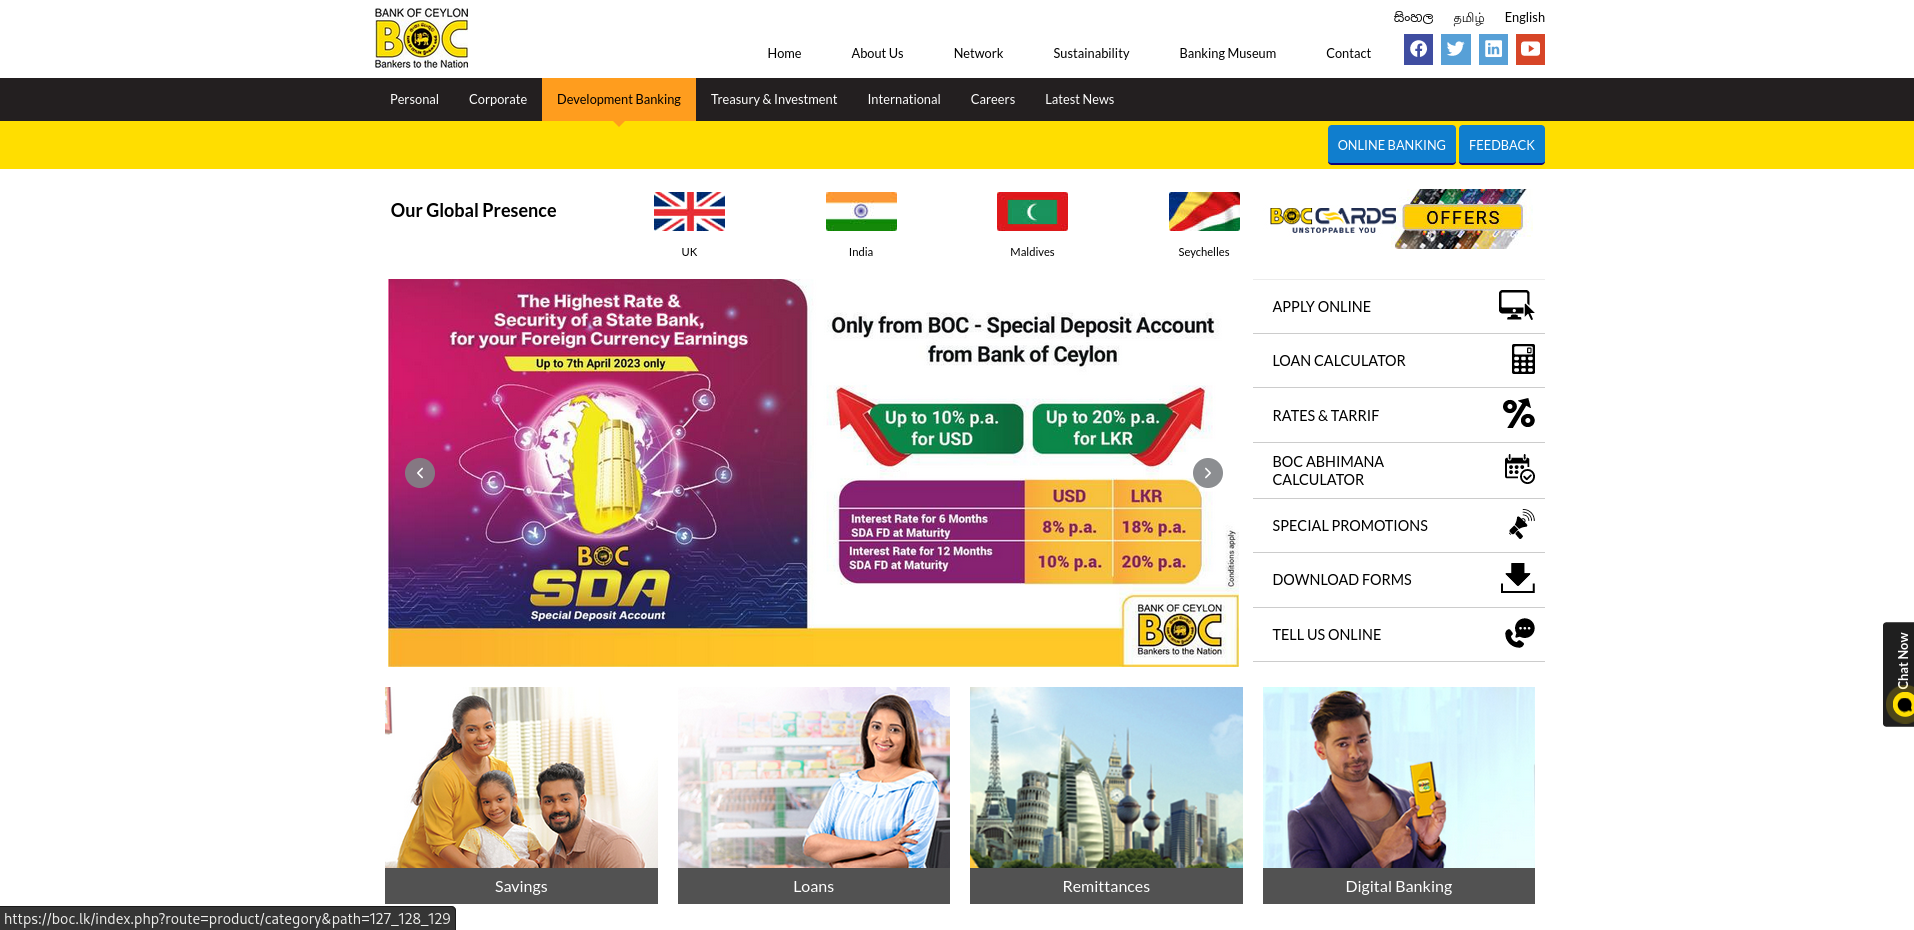 BANK OF CEYLON
BOC
Bankers to the Nation
සිංහල தமிழ் English
Home About Us Network Sustainability Banking Museum Contact
Personal Corporate Development Banking Treasury & Investment International Careers Latest News
ONLINE BANKING FEEDBACK
Our Global Presence
UK India Maldives Seychelles
BOC CARDS
UNSTOPPABLE YOU
OFFERS
The Highest Rate &
Security of a State Bank,
for your Foreign Currency Earnings
Up to 7th April 2023 only
BOC
SDA
Special Deposit Account
Only from BOC - Special Deposit Account
from Bank of Ceylon
Up to 10% p.a.
for USD
Up to 20% p.a.
for LKR
USD LKR
Interest Rate for 6 Months
SDA FD at Maturity
8% p.a. 18% p.a.
Interest Rate for 12 Months
SDA FD at Maturity
10% p.a. 20% p.a.
Conditions apply
BANK OF CEYLON
BOC
Bankers to the Nation
APPLY ONLINE
LOAN CALCULATOR
RATES & TARRIF
BOC ABHIMANA
CALCULATOR
SPECIAL PROMOTIONS
DOWNLOAD FORMS
TELL US ONLINE
Chat Now
Savings Loans Remittances Digital Banking
https://boc.lk/index.php?route=product/category&path=127_128_129